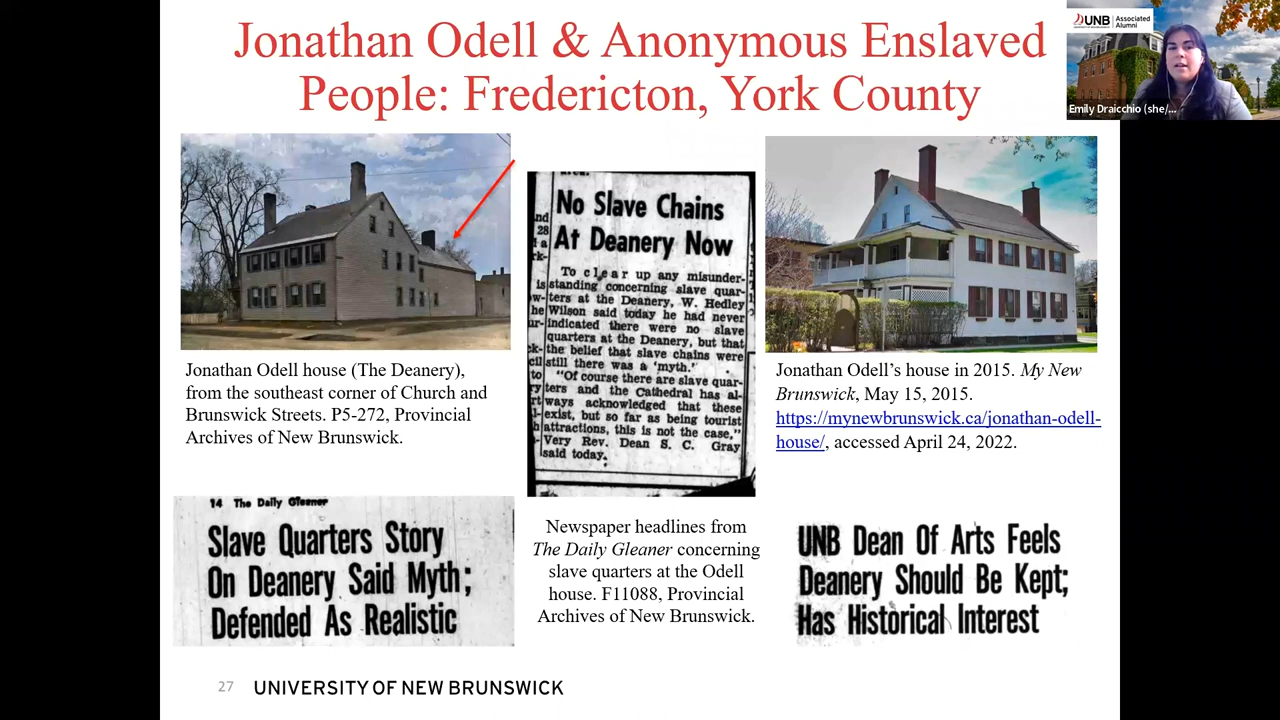 Jonathan Odell & Anonymous Enslaved
People: Fredericton, York County
UNB Associated
Alumni
Emily Draicchio (she/...
Jonathan Odell house (The Deanery),
from the southeast corner of Church and
Brunswick Streets. P5-272, Provincial
Archives of New Brunswick.
No Slave Chains
At Deanery Now
To clear up any misunder-
standing concerning slave quar-
ters at the Deanery, W. Hedley
Wilson said today he had never
indicated there were no slave
quarters at the Deanery, but that
the belief that slave chains were
still there was a 'myth.'
"Of course there are slave quar-
ters and the Cathedral has al-
ways acknowledged that these
exist, but so far as being tourist
attractions, this is not the case,"
Very Rev. Dean S. C. Gray
said today.
Jonathan Odell's house in 2015. My New
Brunswick, May 15, 2015.
https://mynewbrunswick.ca/jonathan-odell-
house/, accessed April 24, 2022.
14 The Daily Gleaner
Slave Quarters Story
On Deanery Said Myth;
Defended As Realistic
Newspaper headlines from
The Daily Gleaner concerning
slave quarters at the Odell
house. F11088, Provincial
Archives of New Brunswick.
UNB Dean Of Arts Feels
Deanery Should Be Kept;
Has Historical Interest
27 UNIVERSITY OF NEW BRUNSWICK